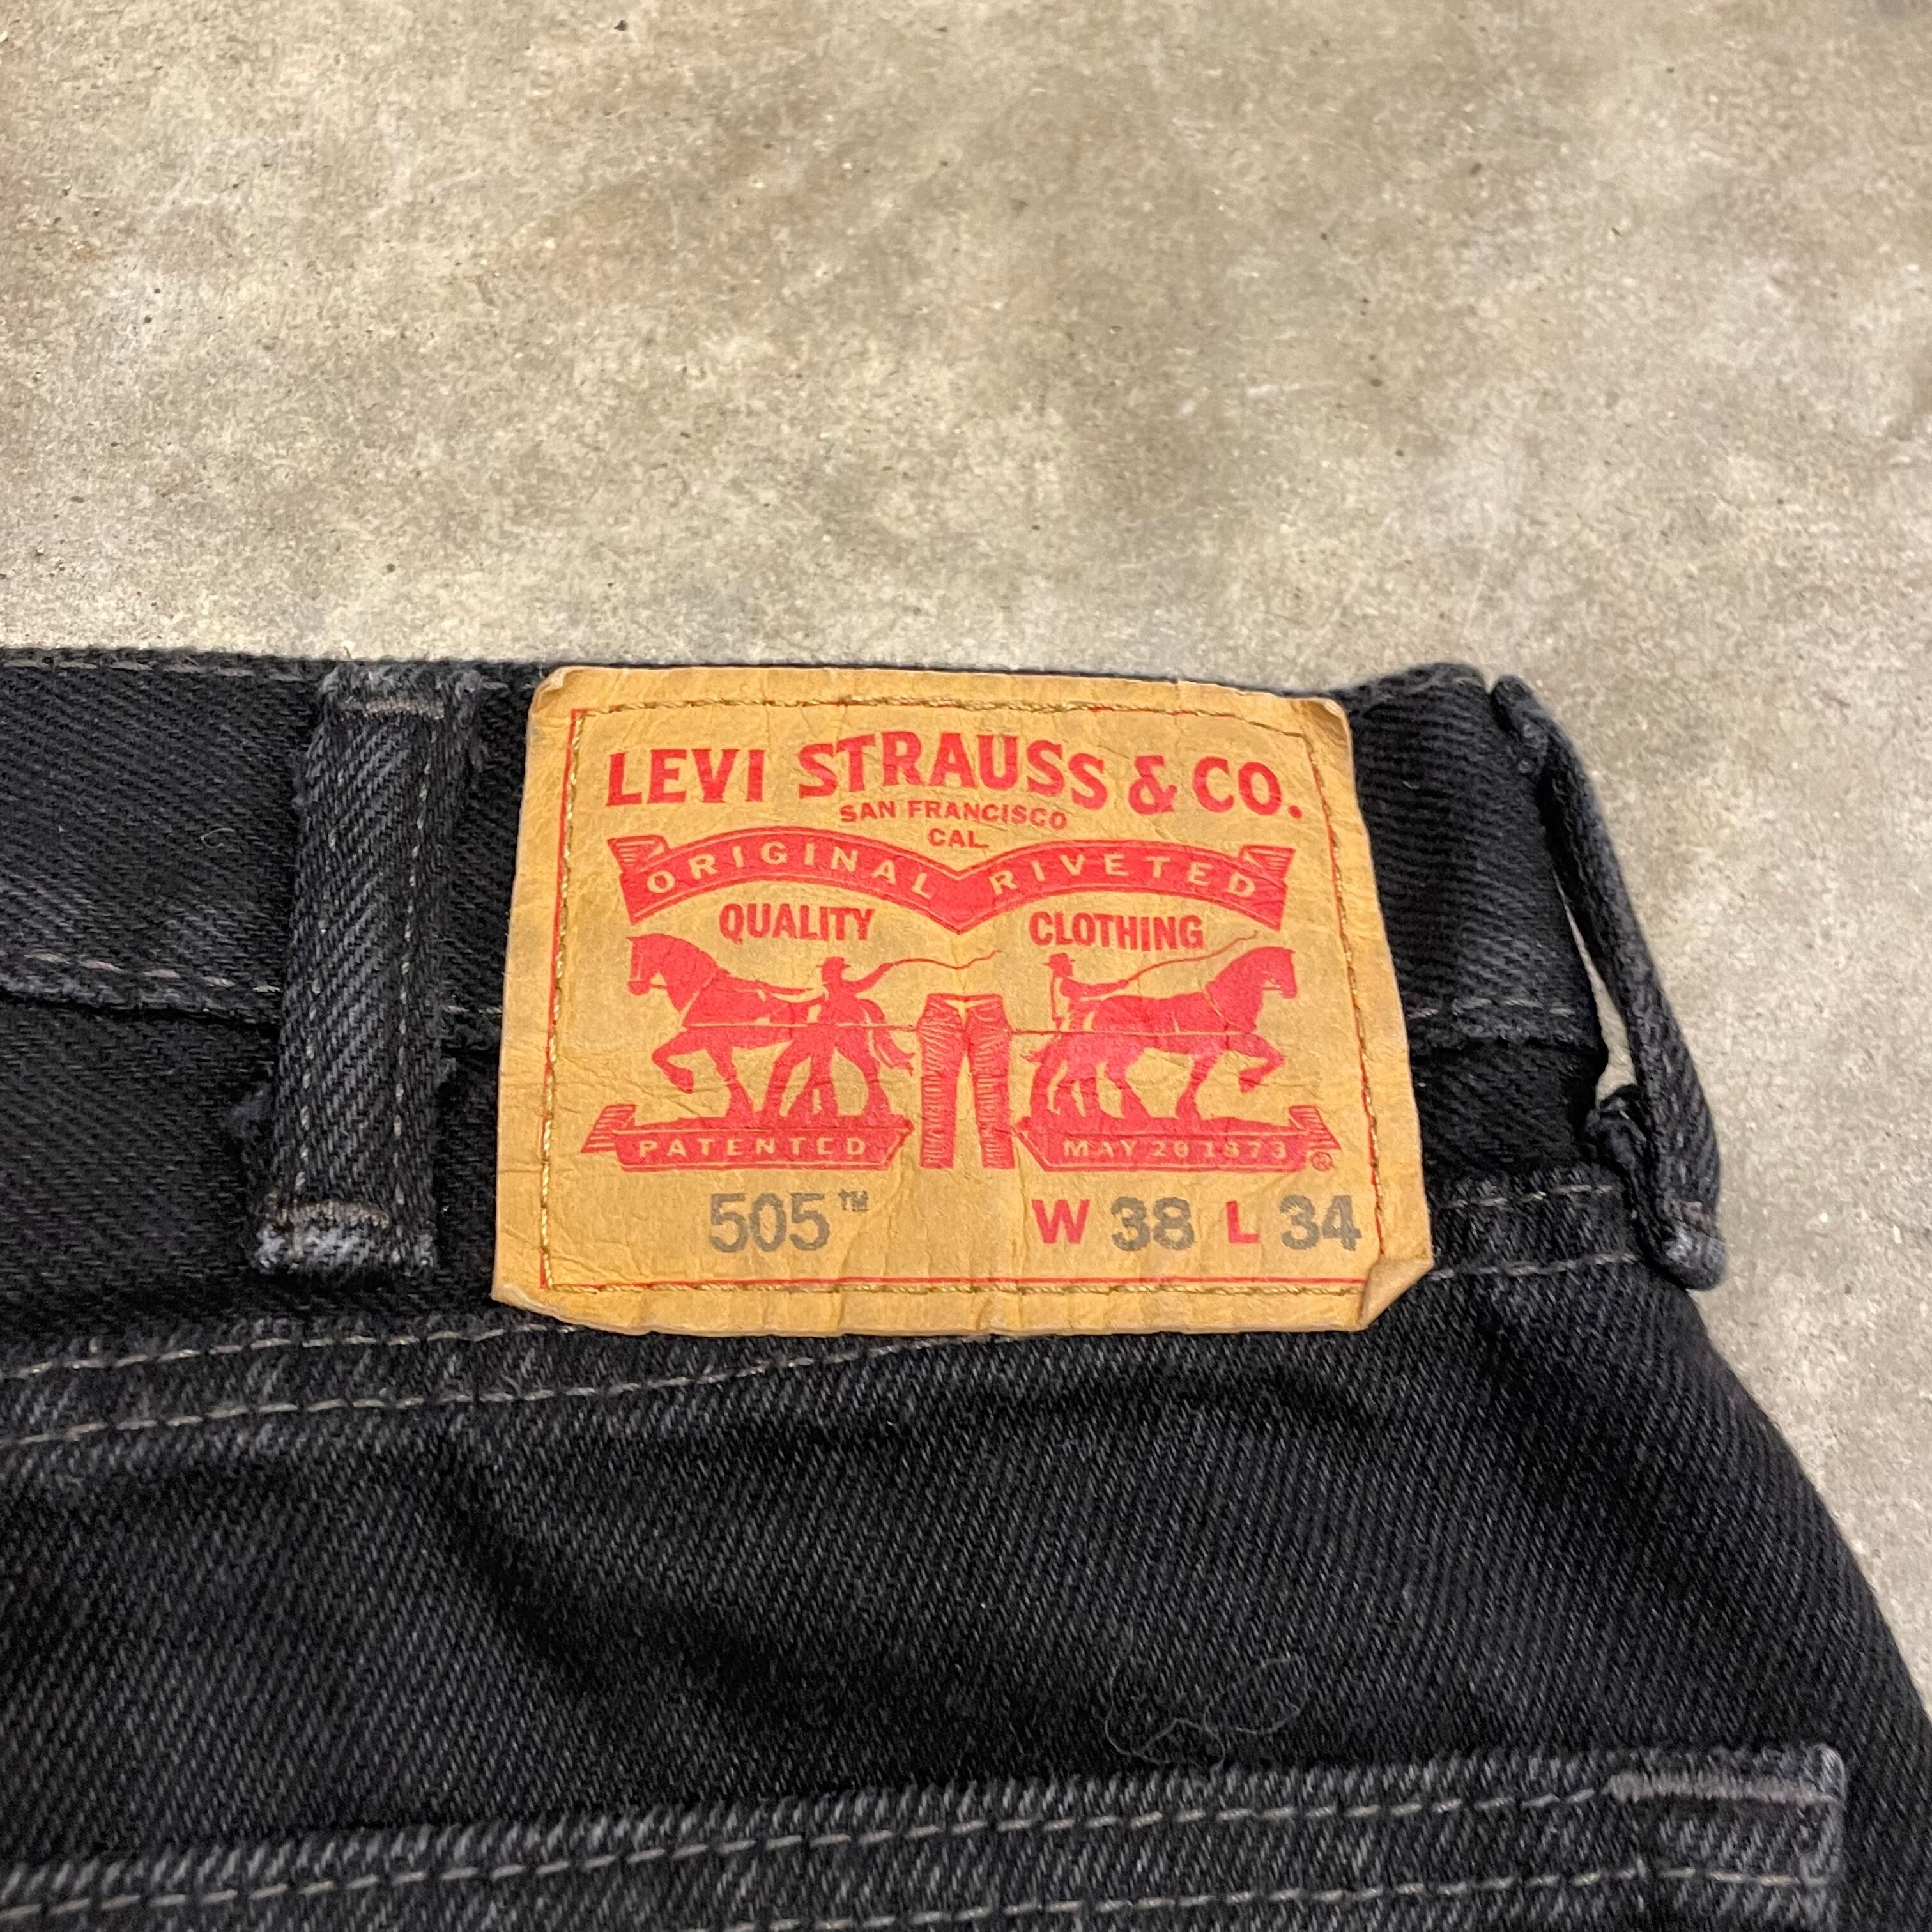 LEVI STRAUSS & CO.
SAN FRANCISCO
CAL.
ORIGINAL RIVETED
QUALITY CLOTHING
PATENTED MAY 20 1873 ®
505™ W 38 L 34